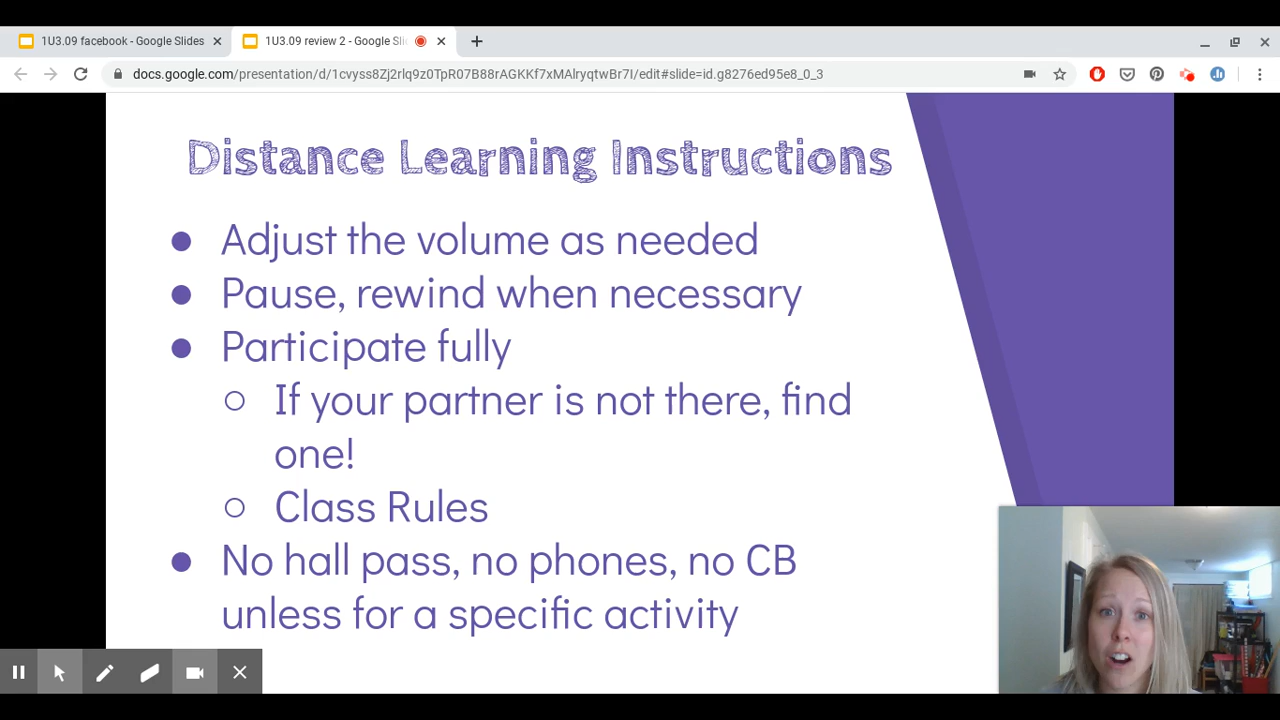 1U3.09 facebook - Google Slides
1U3.09 review 2 - Google Sli
docs.google.com/presentation/d/1cvyss8Zj2rlq9z0TpR07B88rAGKKf7xMAlryqtwBr7I/edit#slide=id.g8276ed95e8_0_3
Distance Learning Instructions
● Adjust the volume as needed
● Pause, rewind when necessary
● Participate fully
○ If your partner is not there, find
one!
○ Class Rules
● No hall pass, no phones, no CB
unless for a specific activity